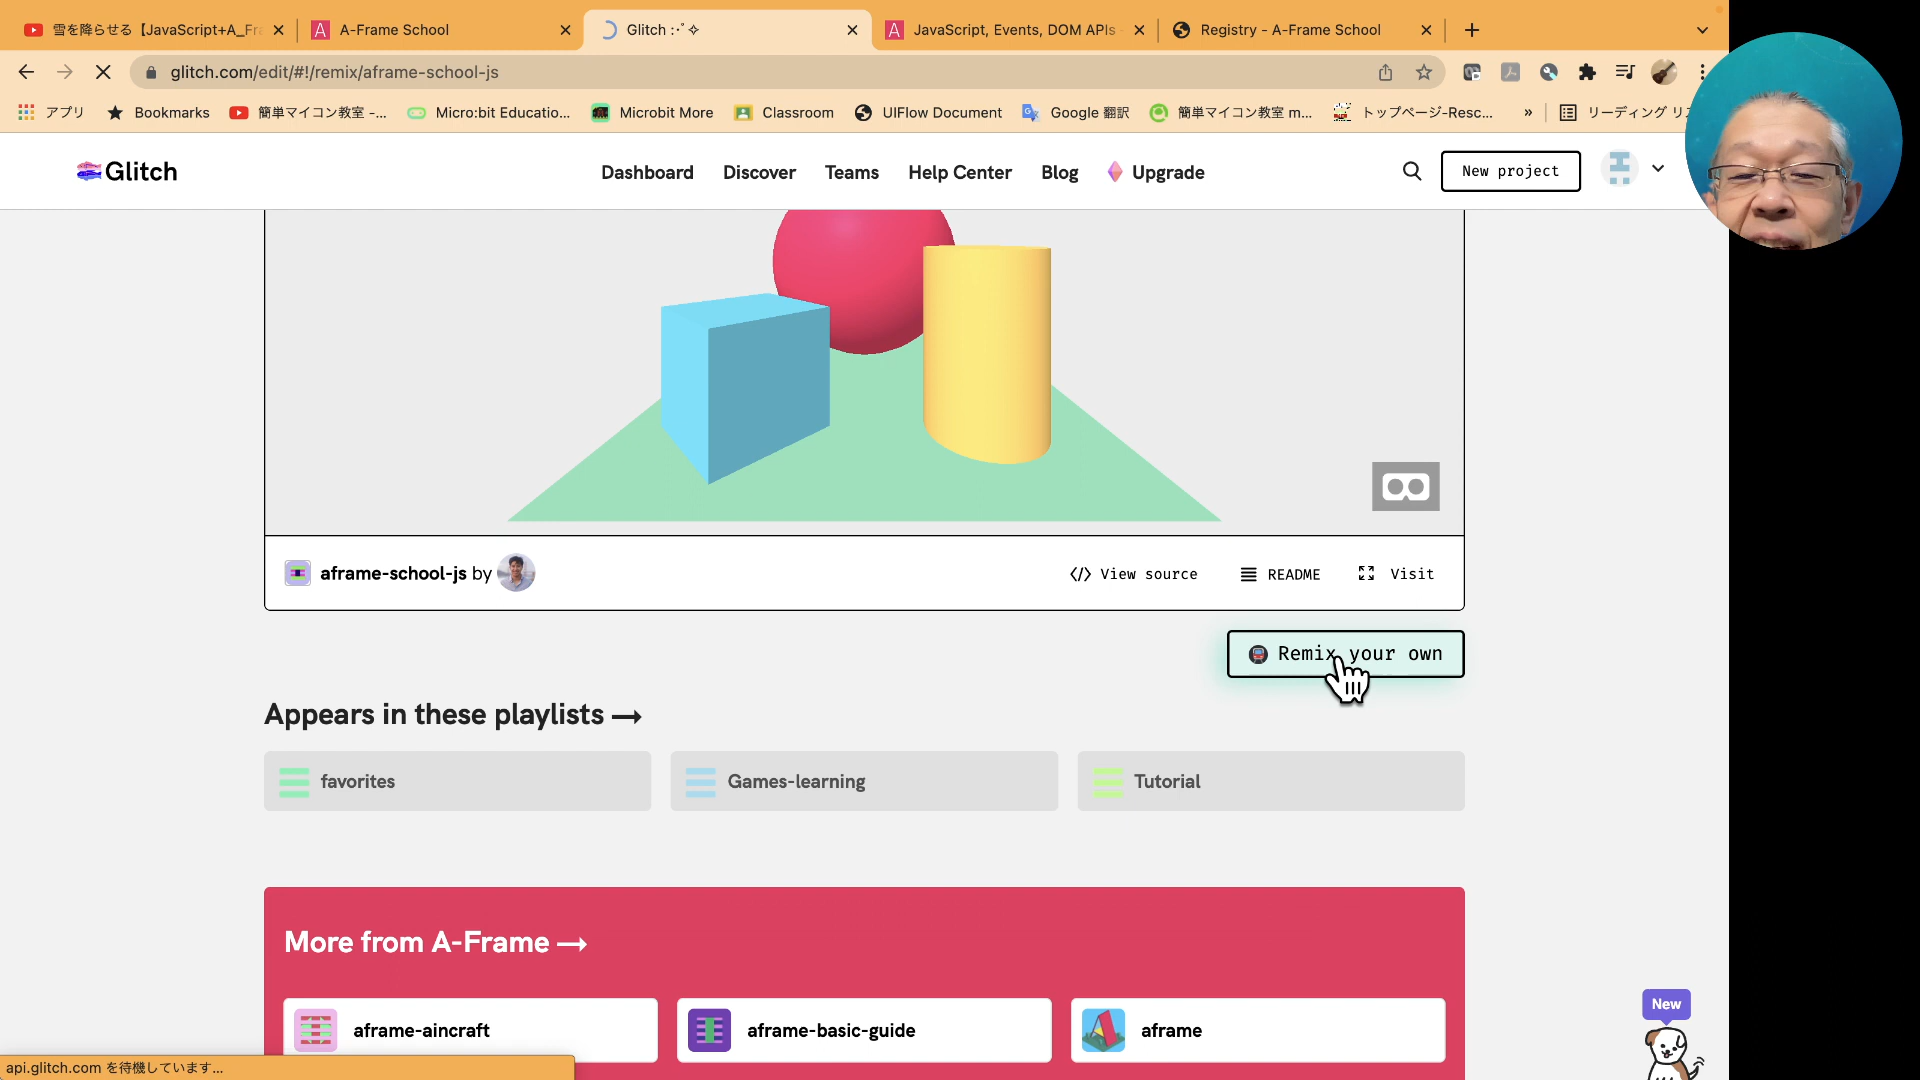 雪を降らせる【JavaScript+A_Fr
A-Frame School
Glitch :･ﾟ✧
JavaScript, Events, DOM APIs -
Registry - A-Frame School
glitch.com/edit/#!/remix/aframe-school-js
アプリ
Bookmarks
簡単マイコン教室 -...
Micro:bit Educatio...
Microbit More
Classroom
UIFlow Document
Google 翻訳
簡単マイコン教室 m...
トップページ-Resc...
»
リーディング リス
Glitch
Dashboard
Discover
Teams
Help Center
Blog
Upgrade
New project
aframe-school-js by
</> View source
README
Visit
Remix your own
Appears in these playlists →
favorites
Games-learning
Tutorial
More from A-Frame →
aframe-aincraft
aframe-basic-guide
aframe
New
api.glitch.com を待機しています...